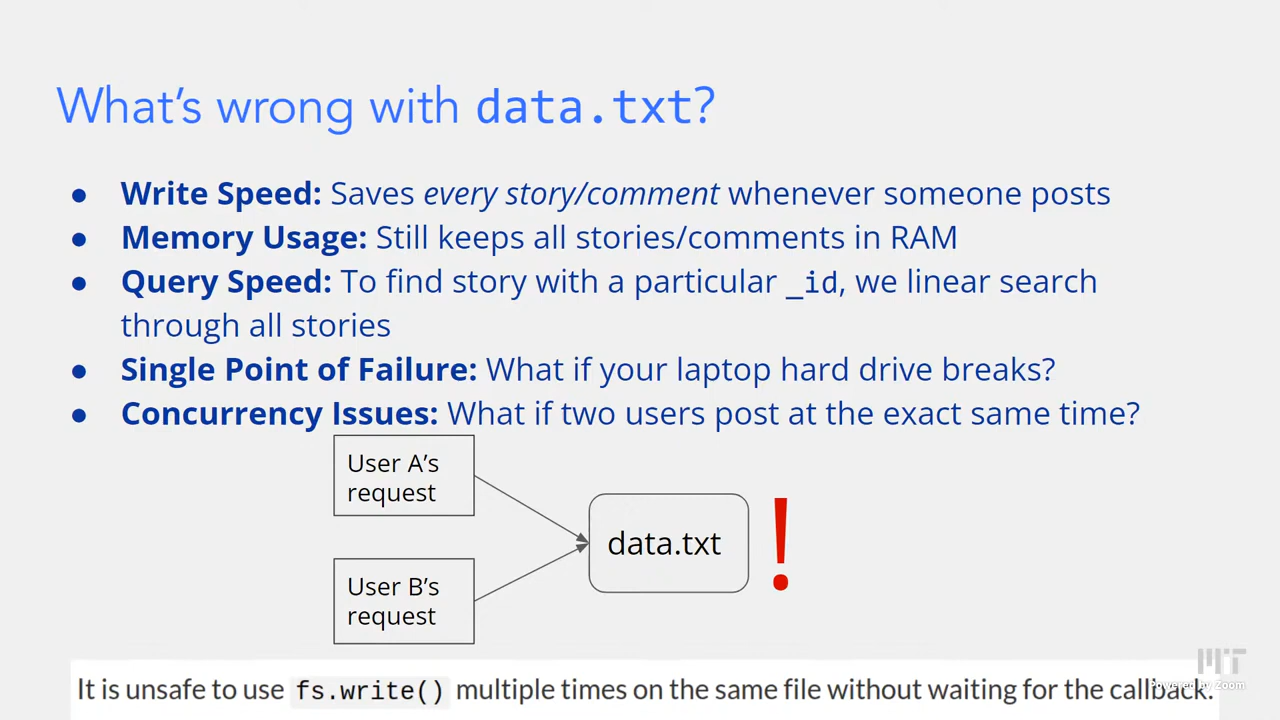 What's wrong with data.txt?
● Write Speed: Saves every story/comment whenever someone posts
● Memory Usage: Still keeps all stories/comments in RAM
● Query Speed: To find story with a particular _id, we linear search
through all stories
● Single Point of Failure: What if your laptop hard drive breaks?
● Concurrency Issues: What if two users post at the exact same time?
User A's
request
data.txt
!
User B's
request
It is unsafe to use fs.write() multiple times on the same file without waiting for the callback.
MIT
Powered by Zoom